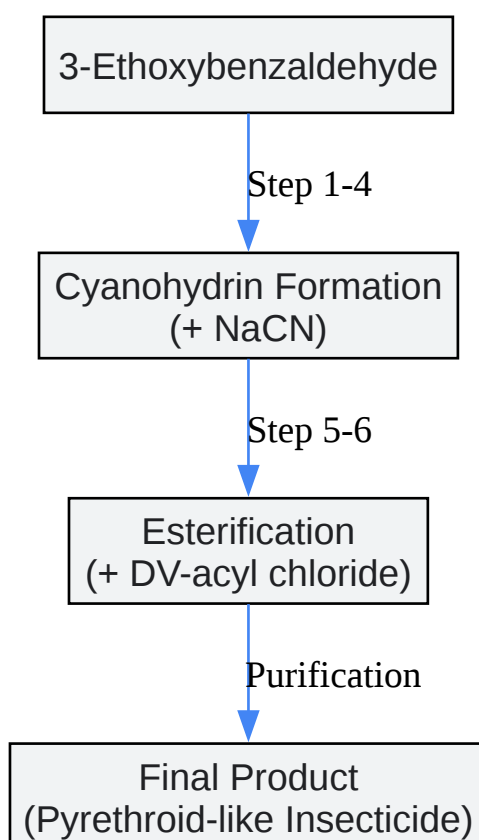 3-Ethoxybenzaldehyde
Step 1-4
Cyanohydrin Formation
(+ NaCN)
Step 5-6
Esterification
(+ DV-acyl chloride)
Purification
Final Product
(Pyrethroid-like Insecticide)